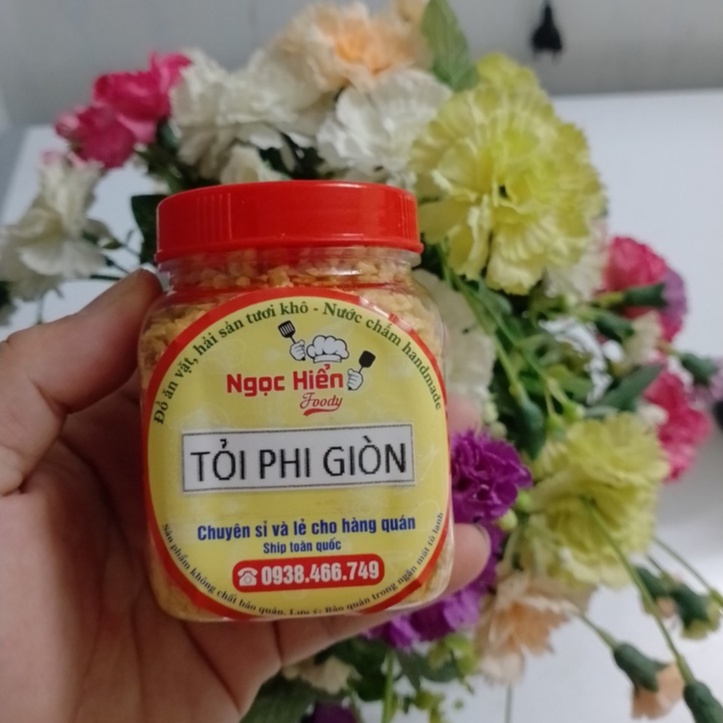 Đồ ăn vặt, hải sản tươi khô - Nước chấm handmade
Ngọc Hiển
Foody
TỎI PHI GIÒN
Chuyên sỉ và lẻ cho hàng quán
Ship toàn quốc
0938.466.749
Sản phẩm không chất bảo quản. Lưu ý: Bảo quản trong ngăn mát tủ lạnh